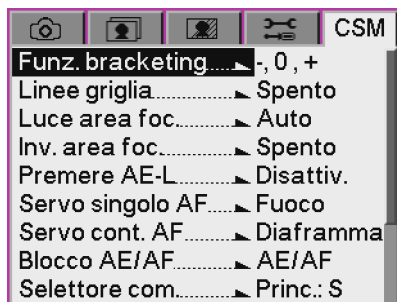 CSM
Funz. bracketing -, 0 , +
Linee griglia Spento
Luce area foc. Auto
Inv. area foc. Spento
Premere AE-L Disattiv.
Servo singolo AF Fuoco
Servo cont. AF Diaframma
Blocco AE/AF AE/AF
Selettore com. Princ.: S